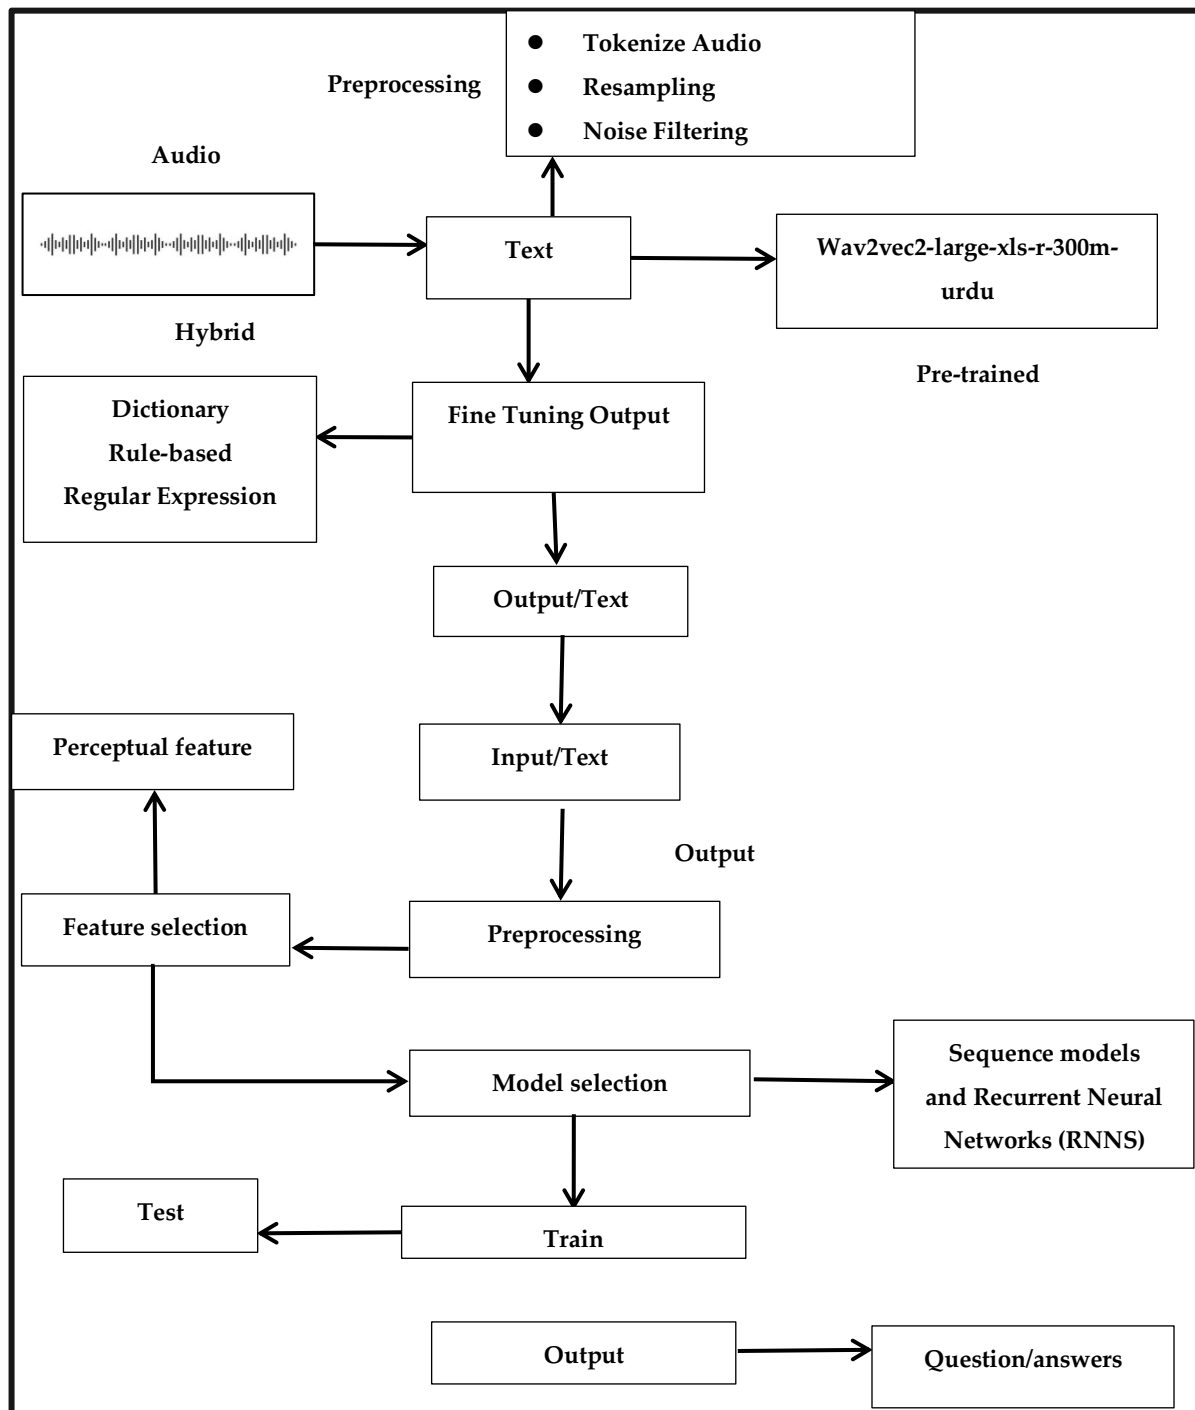 Tokenize Audio
Preprocessing
Resampling
Noise Filtering
Audio
Text
Wav2vec2-large-xls-r-300m-
urdu
Hybrid
Pre-trained
Dictionary
Rule-based
Regular Expression
Fine Tuning Output
Output/Text
Perceptual feature
Input/Text
Output
Feature selection
Preprocessing
Model selection
Sequence models
and Recurrent Neural
Networks (RNNS)
Test
Train
Output
Question/answers